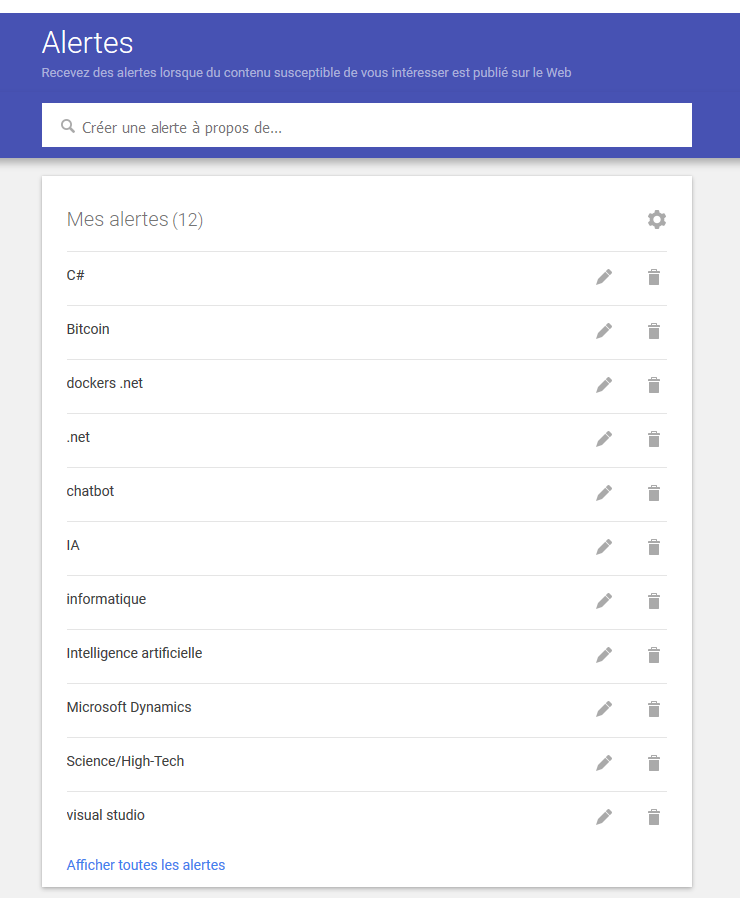 Alertes
Recevez des alertes lorsque du contenu susceptible de vous intéresser est publié sur le Web
Créer une alerte à propos de...
Mes alertes (12)
C#
Bitcoin
dockers .net
.net
chatbot
IA
informatique
Intelligence artificielle
Microsoft Dynamics
Science/High-Tech
visual studio
Afficher toutes les alertes